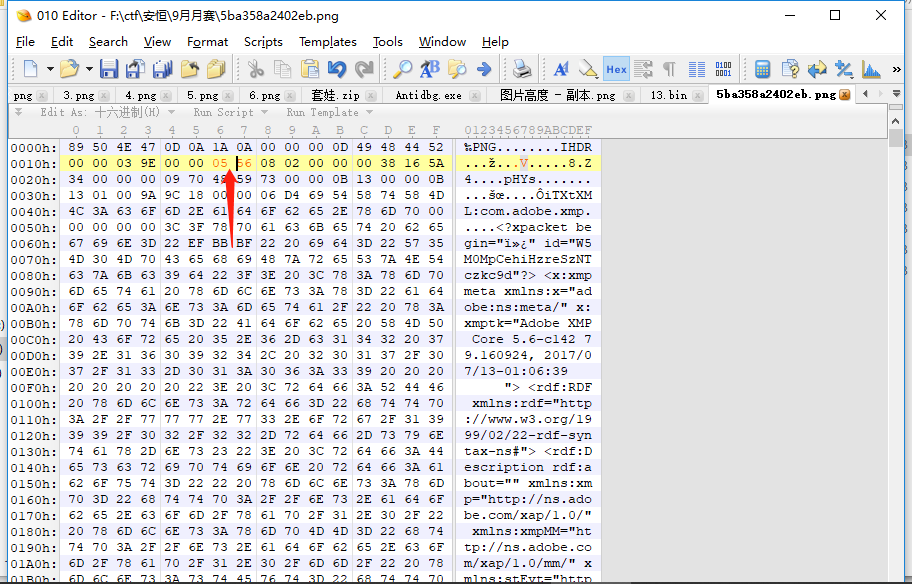 010 Editor - F:\ctf\安恒\9月月赛\5ba358a2402eb.png
File Edit Search View Format Scripts Templates Tools Window Help
Hex
png 3.png 4.png 5.png 6.png 套娃.zip Antidbg.exe 图片高度 - 副本.png 13.bin 5ba358a2402eb.png
Edit As: 十六进制(H) Run Script Run Template
0 1 2 3 4 5 6 7 8 9 A B C D E F 0123456789ABCDEF
0000h: 89 50 4E 47 0D 0A 1A 0A 00 00 00 0D 49 48 44 52 ‰PNG........IHDR
0010h: 00 00 03 9E 00 00 05 56 08 02 00 00 00 38 16 5A ...ž...V.....8.Z
0020h: 34 00 00 00 09 70 48 59 73 00 00 0B 13 00 00 0B 4....pHYs.......
0030h: 13 01 00 9A 9C 18 00 00 06 D4 69 54 58 74 58 4D ...šœ....ÔiTXtXM
0040h: 4C 3A 63 6F 6D 2E 61 64 6F 62 65 2E 78 6D 70 00 L:com.adobe.xmp.
0050h: 00 00 00 00 3C 3F 78 70 61 63 6B 65 74 20 62 65 ....<?xpacket be
0060h: 67 69 6E 3D 22 EF BB BF 22 20 69 64 3D 22 57 35 gin="ï»¿" id="W5
0070h: 4D 30 4D 70 43 65 68 69 48 7A 72 65 53 7A 4E 54 M0MpCehiHzreSzNT
0080h: 63 7A 6B 63 39 64 22 3F 3E 20 3C 78 3A 78 6D 70 czkc9d"?> <x:xmp
0090h: 6D 65 74 61 20 78 6D 6C 6E 73 3A 78 3D 22 61 64 meta xmlns:x="ad
00A0h: 6F 62 65 3A 6E 73 3A 6D 65 74 61 2F 22 20 78 3A obe:ns:meta/" x:
00B0h: 78 6D 70 74 6B 3D 22 41 64 6F 62 65 20 58 4D 50 xmptk="Adobe XMP
00C0h: 20 43 6F 72 65 20 35 2E 36 2D 63 31 34 32 20 37 Core 5.6-c142 7
00D0h: 39 2E 31 36 30 39 32 34 2C 20 32 30 31 37 2F 30 9.160924, 2017/0
00E0h: 37 2F 31 33 2D 30 31 3A 30 36 3A 33 39 20 20 20 7/13-01:06:39
00F0h: 20 20 20 20 20 22 3E 20 3C 72 64 66 3A 52 44 46 "> <rdf:RDF
0100h: 20 78 6D 6C 6E 73 3A 72 64 66 3D 22 68 74 74 70 xmlns:rdf="http
0110h: 3A 2F 2F 77 77 77 2E 77 33 2E 6F 72 67 2F 31 39 ://www.w3.org/19
0120h: 39 39 2F 30 32 2F 32 32 2D 72 64 66 2D 73 79 6E 99/02/22-rdf-syn
0130h: 74 61 78 2D 6E 73 23 22 3E 20 3C 72 64 66 3A 44 tax-ns#"> <rdf:D
0140h: 65 73 63 72 69 70 74 69 6F 6E 20 72 64 66 3A 61 escription rdf:a
0150h: 62 6F 75 74 3D 22 22 20 78 6D 6C 6E 73 3A 78 6D bout="" xmlns:xm
0160h: 70 3D 22 68 74 74 70 3A 2F 2F 6E 73 2E 61 64 6F p="http://ns.ado
0170h: 62 65 2E 63 6F 6D 2F 78 61 70 2F 31 2E 30 2F 22 be.com/xap/1.0/"
0180h: 20 78 6D 6C 6E 73 3A 78 6D 70 4D 4D 3D 22 68 74 xmlns:xmpMM="ht
0190h: 74 70 3A 2F 2F 6E 73 2E 61 64 6F 62 65 2E 63 6F tp://ns.adobe.co
01A0h: 6D 2F 78 61 70 2F 31 2E 30 2F 6D 6D 2F 22 20 78 m/xap/1.0/mm/" x
01B0h: 6D 6C 6E 73 3A 73 74 45 76 74 3D 22 68 74 74 70 mlns:stEvt="http